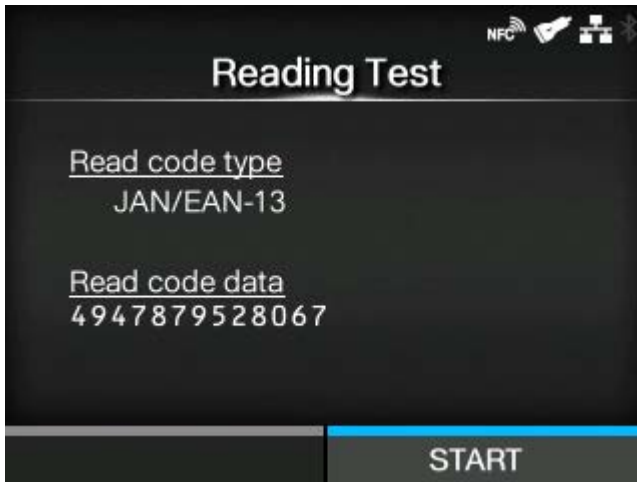 NFC
Reading Test
Read code type
JAN/EAN-13
Read code data
4947879528067
START